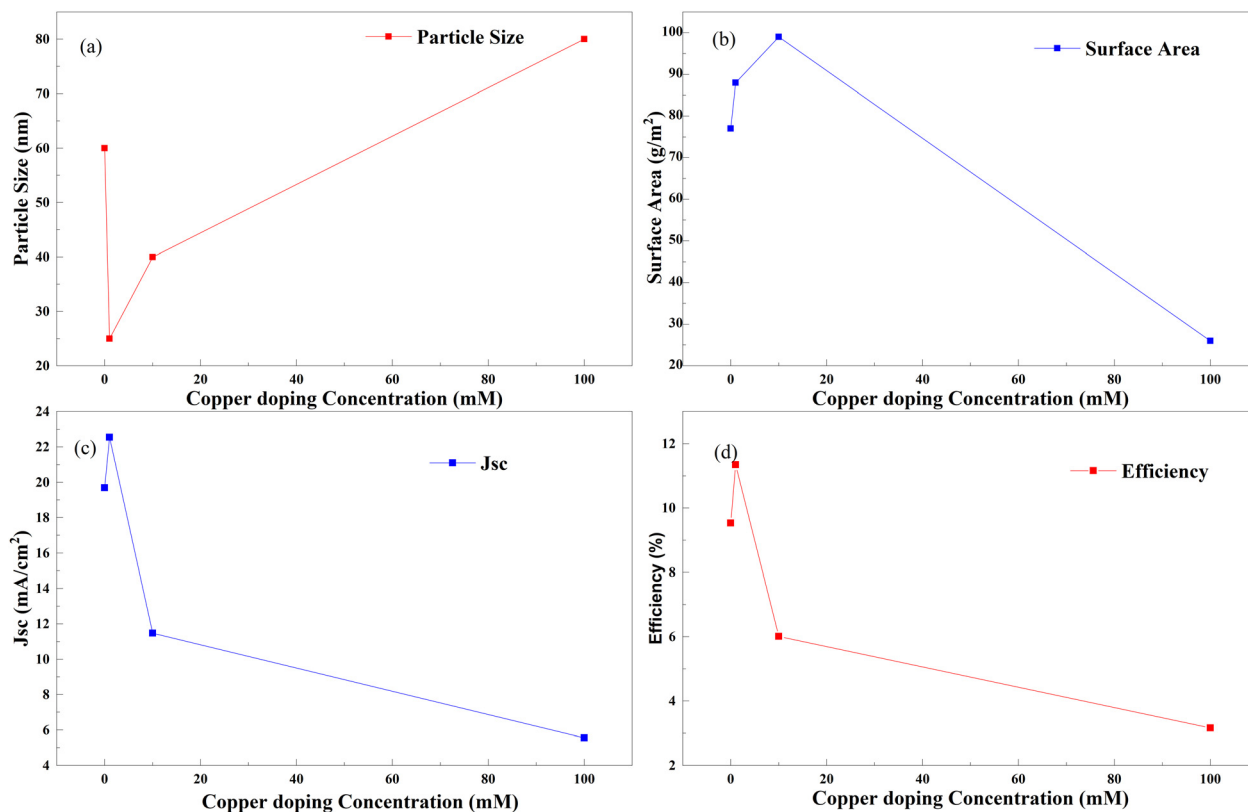 (a)
Particle Size
80
70
60
50
40
30
20
Particle Size (nm)
0 20 40 60 80 100
Copper doping Concentration (mM)
(b)
Surface Area
100
90
80
70
60
50
40
30
20
Surface Area (g/m²)
0 20 40 60 80 100
Copper doping Concentration (mM)
(c)
Jsc
24
22
20
18
16
14
12
10
8
6
4
Jsc (mA/cm²)
0 20 40 60 80 100
Copper doping Concentration (mM)
(d)
Efficiency
12
10
8
6
4
2
Efficiency (%)
0 20 40 60 80 100
Copper doping Concentration (mM)